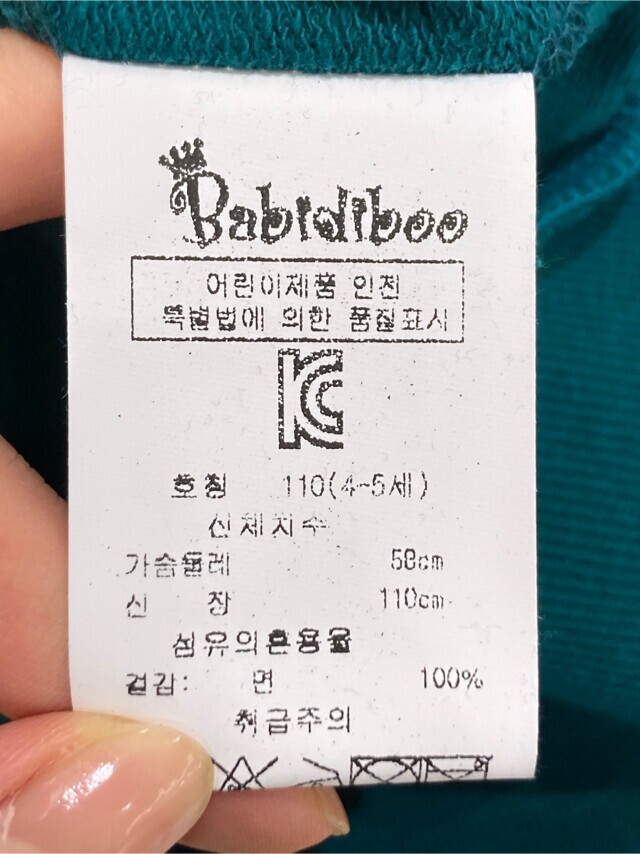 Babidiboo
어린이제품 안전
특별법에 의한 품질표시
KC
호칭 110(4~5세)
신체치수
가슴둘레 58cm
신 장 110cm
섬유의혼용율
겉감: 면 100%
취급주의